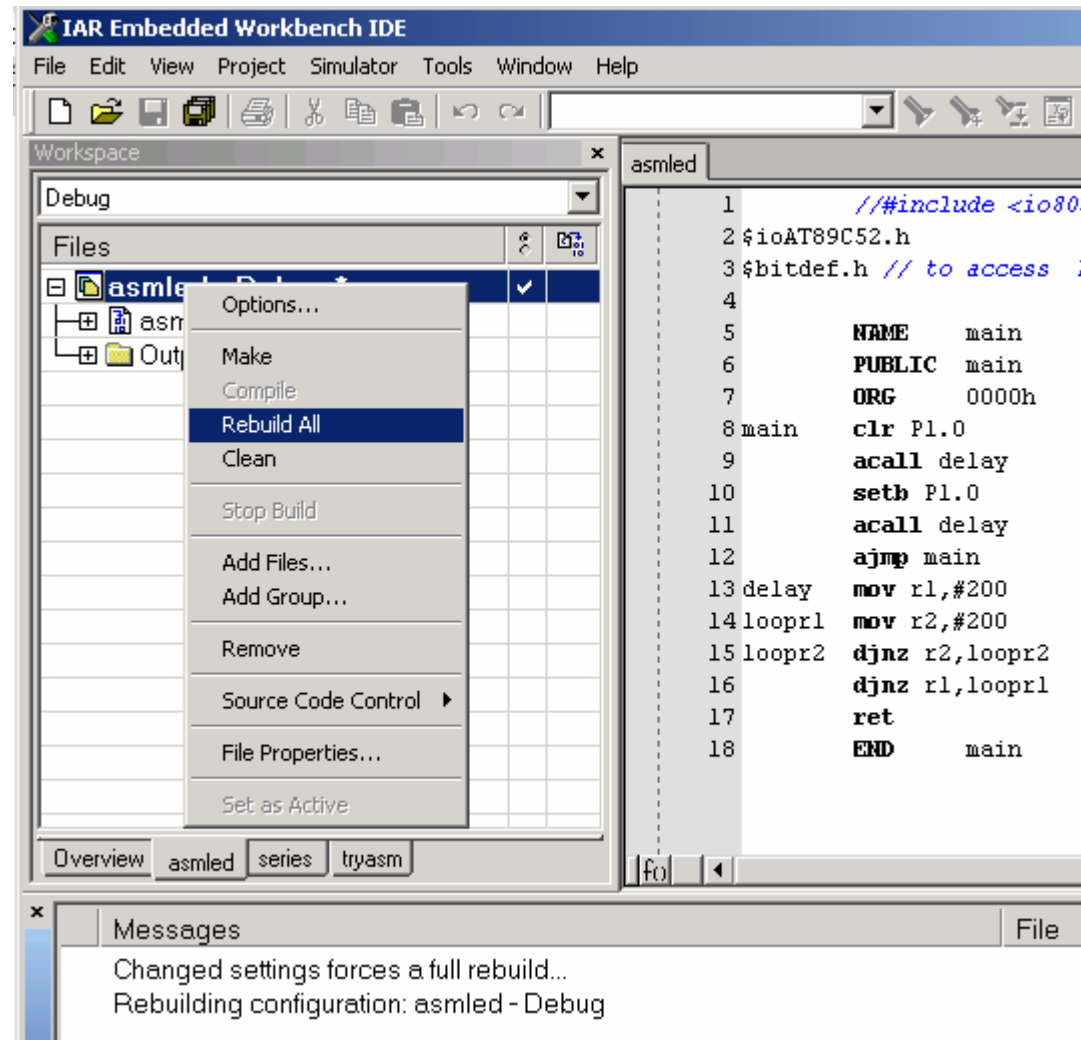 IAR Embedded Workbench IDE
File Edit View Project Simulator Tools Window Help
Workspace
Debug
Files
asmled - Debug *
asm
Outp
Options...
Make
Compile
Rebuild All
Clean
Stop Build
Add Files...
Add Group...
Remove
Source Code Control
File Properties...
Set as Active
Overview asmled series tryasm
asmled
1 //#include <io80
2 $ioAT89C52.h
3 $bitdef.h // to access
4
5 NAME main
6 PUBLIC main
7 ORG 0000h
8 main clr P1.0
9 acall delay
10 setb P1.0
11 acall delay
12 ajmp main
13 delay mov r1,#200
14 loopr1 mov r2,#200
15 loopr2 djnz r2,loopr2
16 djnz r1,loopr1
17 ret
18 END main
fo
Messages File
Changed settings forces a full rebuild...
Rebuilding configuration: asmled - Debug